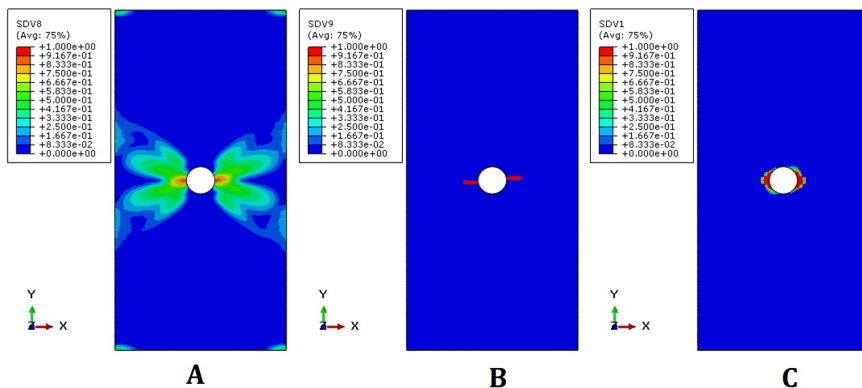 SDV8
(Avg: 75%)
+1.000e+00
+9.167e-01
+8.333e-01
+7.500e-01
+6.667e-01
+5.833e-01
+5.000e-01
+4.167e-01
+3.333e-01
+2.500e-01
+1.667e-01
+8.333e-02
+0.000e+00
Y
Z
X
A
SDV9
(Avg: 75%)
+1.000e+00
+9.167e-01
+8.333e-01
+7.500e-01
+6.667e-01
+5.833e-01
+5.000e-01
+4.167e-01
+3.333e-01
+2.500e-01
+1.667e-01
+8.333e-02
+0.000e+00
Y
Z
X
B
SDV1
(Avg: 75%)
+1.000e+00
+9.167e-01
+8.333e-01
+7.500e-01
+6.667e-01
+5.833e-01
+5.000e-01
+4.167e-01
+3.333e-01
+2.500e-01
+1.667e-01
+8.333e-02
+0.000e+00
Y
Z
X
C